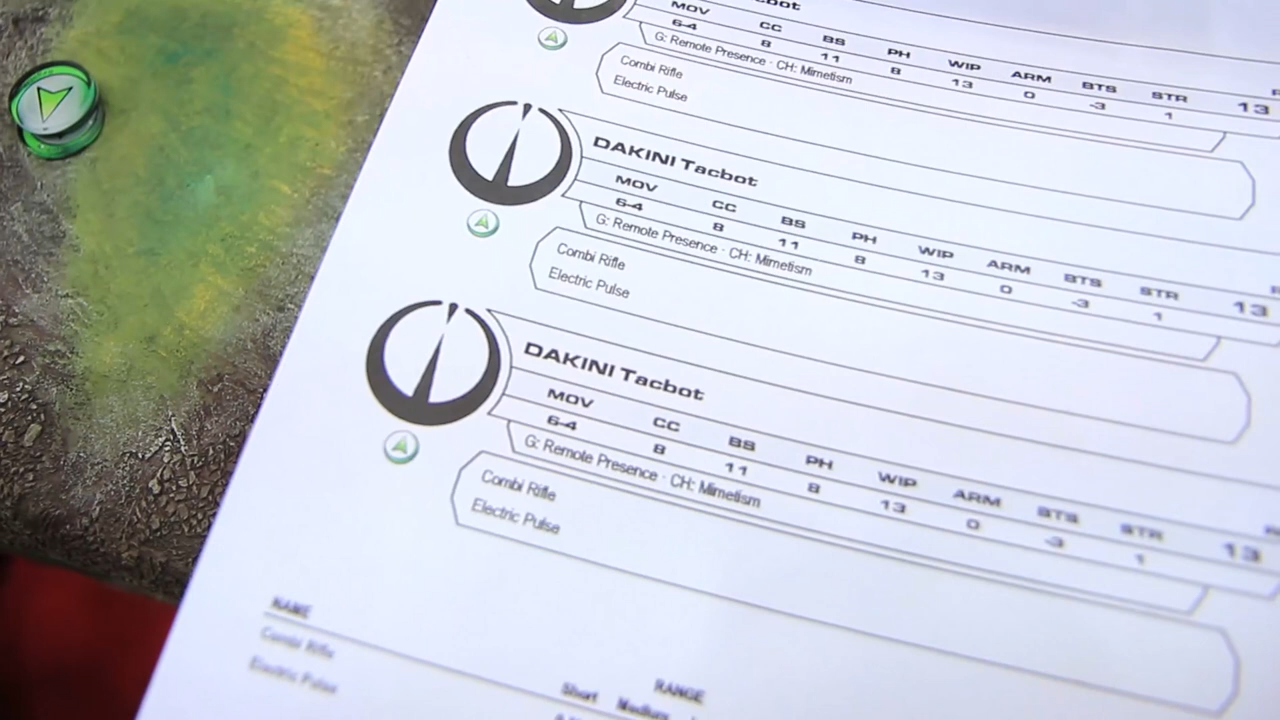 MOV CC BS PH WIP ARM BTS STR
6-4 8 11 8 13 0 -3 1 13
G: Remote Presence · CH: Mimetism
Combi Rifle
Electric Pulse
DAKINI Tacbot
MOV CC BS PH WIP ARM BTS STR
6-4 8 11 8 13 0 -3 1 13
G: Remote Presence · CH: Mimetism
Combi Rifle
Electric Pulse
DAKINI Tacbot
MOV CC BS PH WIP ARM BTS STR
6-4 8 11 8 13 0 -3 1 13
G: Remote Presence · CH: Mimetism
Combi Rifle
Electric Pulse
NAME
RANGE
Combi Rifle
Short Medium
Electric Pulse